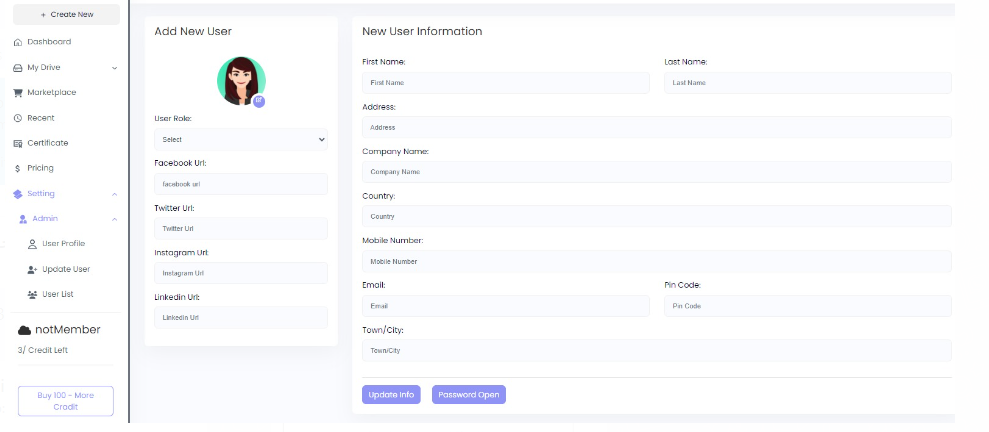 + Create New
Dashboard
My Drive
Marketplace
Recent
Certificate
$ Pricing
Setting
Admin
User Profile
Update User
User List
notMember
3/ Credit Left
Buy 100 - More
Cradit
Add New User
User Role:
Select
Facebook Url:
facebook url
Twitter Url:
Twitter Url
Instagram Url:
Instagram Url
Linkedin Url:
Linkedin Url
New User Information
First Name: Last Name:
First Name Last Name
Address:
Address
Company Name:
Company Name
Country:
Country
Mobile Number:
Mobile Number
Email: Pin Code:
Email Pin Code
Town/City:
Town/City
Update Info Password Open